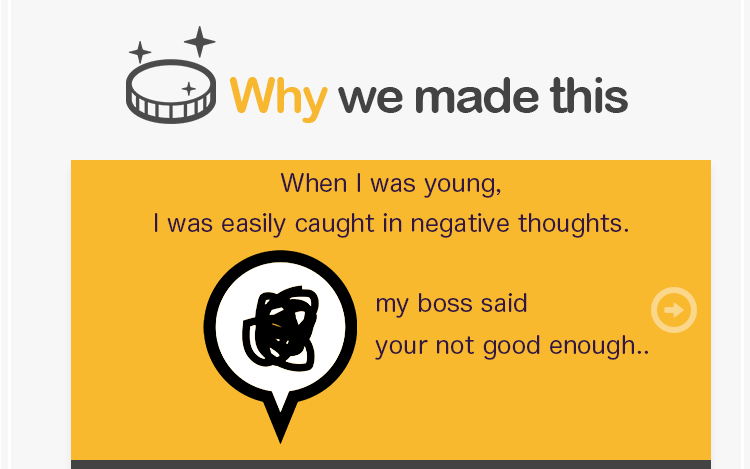 Why we made this
When I was young,
I was easily caught in negative thoughts.
my boss said
your not good enough..